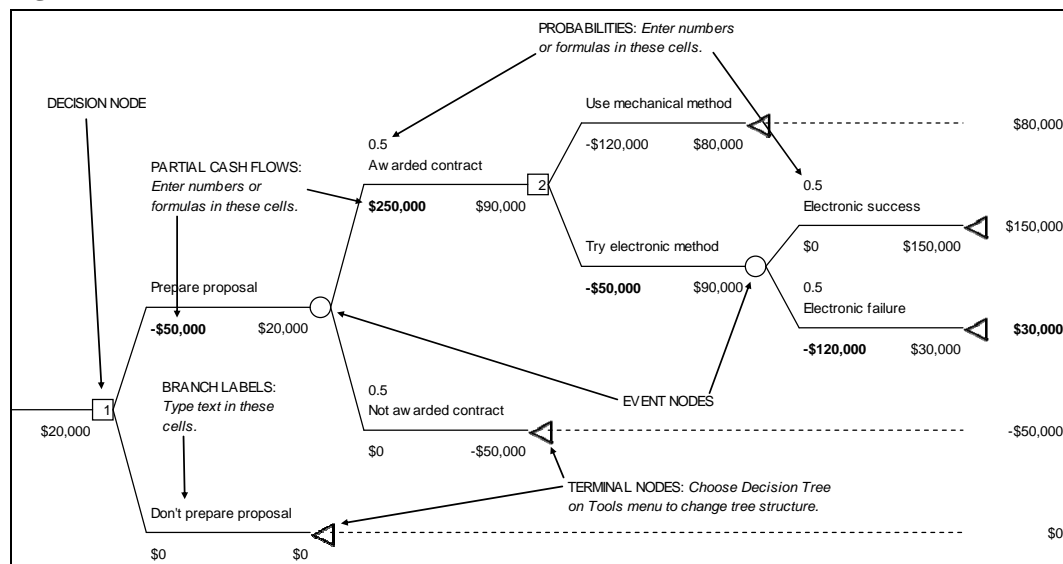 PROBABILITIES: Enter numbers
or formulas in these cells.
DECISION NODE
Use mechanical method
$80,000
0.5
-$120,000 $80,000
Awarded contract
PARTIAL CASH FLOWS:
Enter numbers or
formulas in these cells.
0.5
2
Electronic success
$250,000 $90,000
$150,000
Try electronic method
$0 $150,000
-$50,000 $90,000
0.5
Prepare proposal
Electronic failure
-$50,000 $20,000
$30,000
-$120,000 $30,000
BRANCH LABELS:
Type text in these
cells.
0.5
EVENT NODES
1
Not awarded contract
$20,000
-$50,000
$0 -$50,000
TERMINAL NODES: Choose Decision Tree
on Tools menu to change tree structure.
Don't prepare proposal
$0
$0 $0